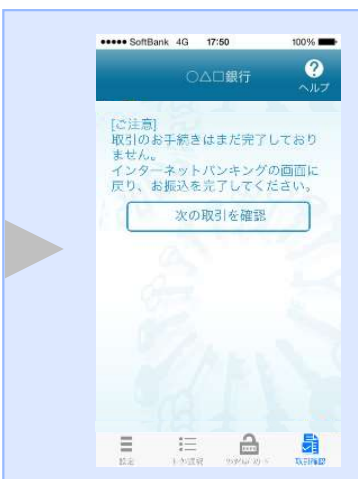 SoftBank 4G 17:50 100%
○△□銀行
?
ヘルプ
[ご注意]
取引のお手続きはまだ完了しており
ません。
インターネットバンキングの画面に
戻り、お振込を完了してください。
次の取引を確認
設定
取引確認